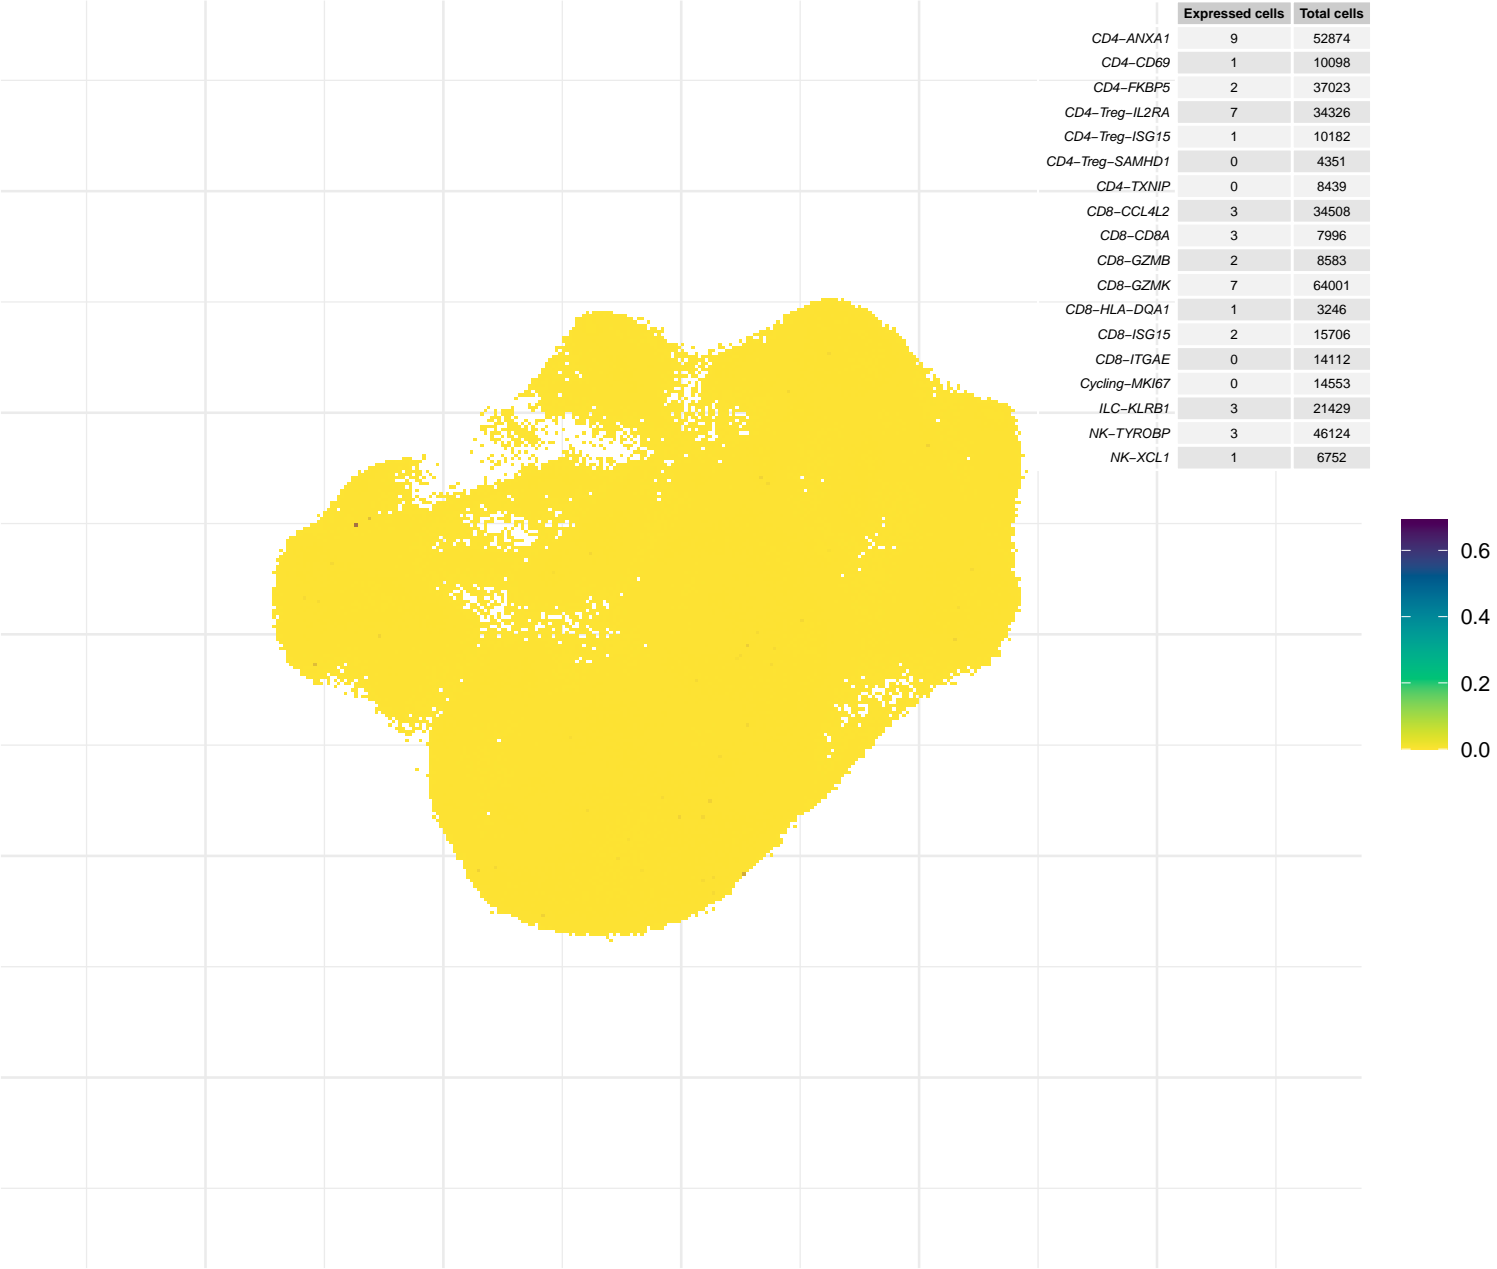 Expressed cells Total cells
CD4−ANXA1 9 52874
CD4−CD69 1 10098
CD4−FKBP5 2 37023
CD4−Treg−IL2RA 7 34326
CD4−Treg−ISG15 1 10182
CD4−Treg−SAMHD1 0 4351
CD4−TXNIP 0 8439
CD8−CCL4L2 3 34508
CD8−CD8A 3 7996
CD8−GZMB 2 8583
CD8−GZMK 7 64001
CD8−HLA−DQA1 1 3246
CD8−ISG15 2 15706
CD8−ITGAE 0 14112
Cycling−MKI67 0 14553
ILC−KLRB1 3 21429
NK−TYROBP 3 46124
NK−XCL1 1 6752
0.6
0.4
0.2
0.0